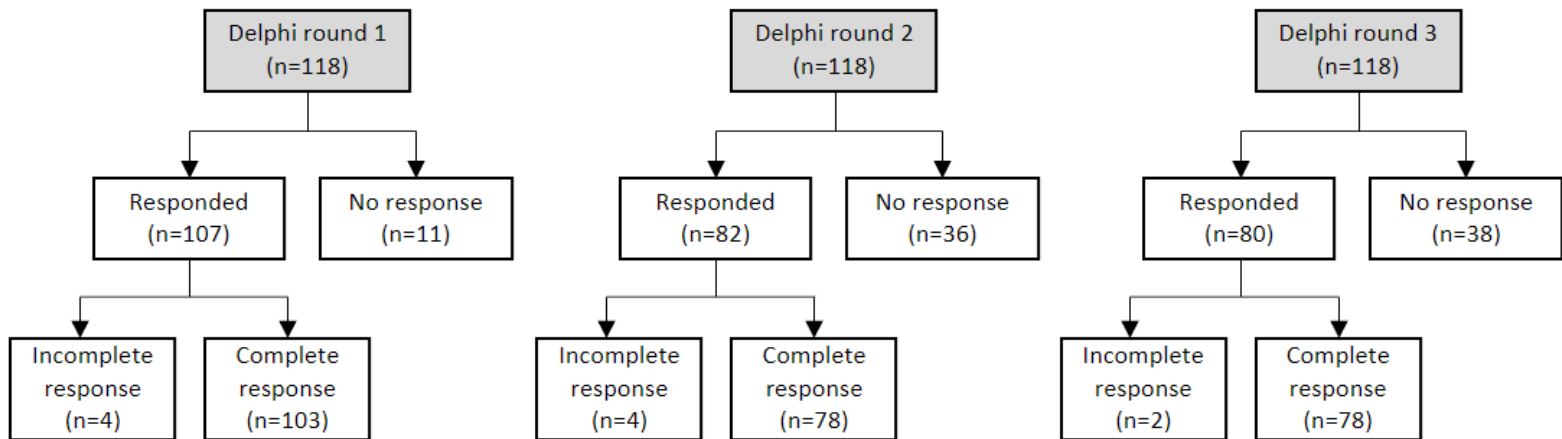 Delphi round 1
(n=118)
Responded
(n=107)
No response
(n=11)
Incomplete
response
(n=4)
Complete
response
(n=103)
Delphi round 2
(n=118)
Responded
(n=82)
No response
(n=36)
Incomplete
response
(n=4)
Complete
response
(n=78)
Delphi round 3
(n=118)
Responded
(n=80)
No response
(n=38)
Incomplete
response
(n=2)
Complete
response
(n=78)